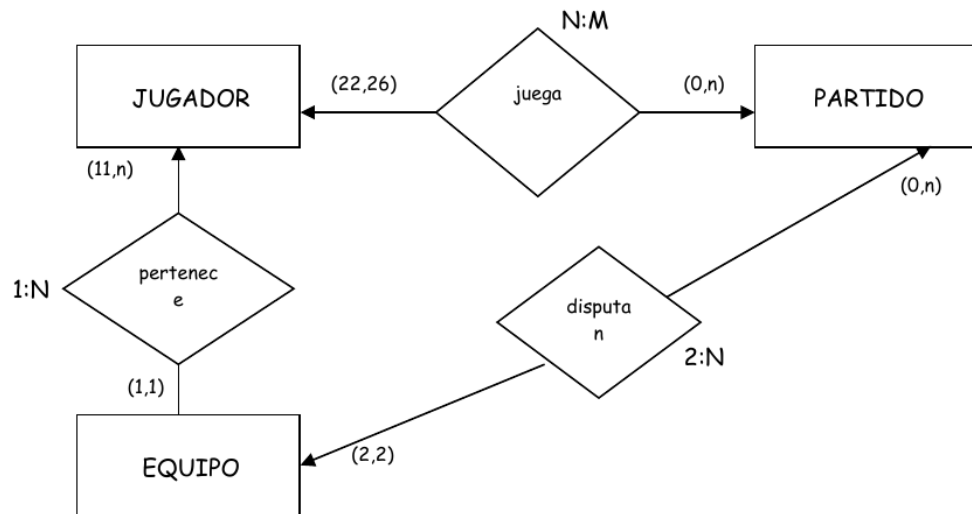 N:M
JUGADOR
(22,26)
juega
(0,n)
PARTIDO
(11,n)
(0,n)
1:N
pertenec
e
disputa
n
2:N
(1,1)
(2,2)
EQUIPO